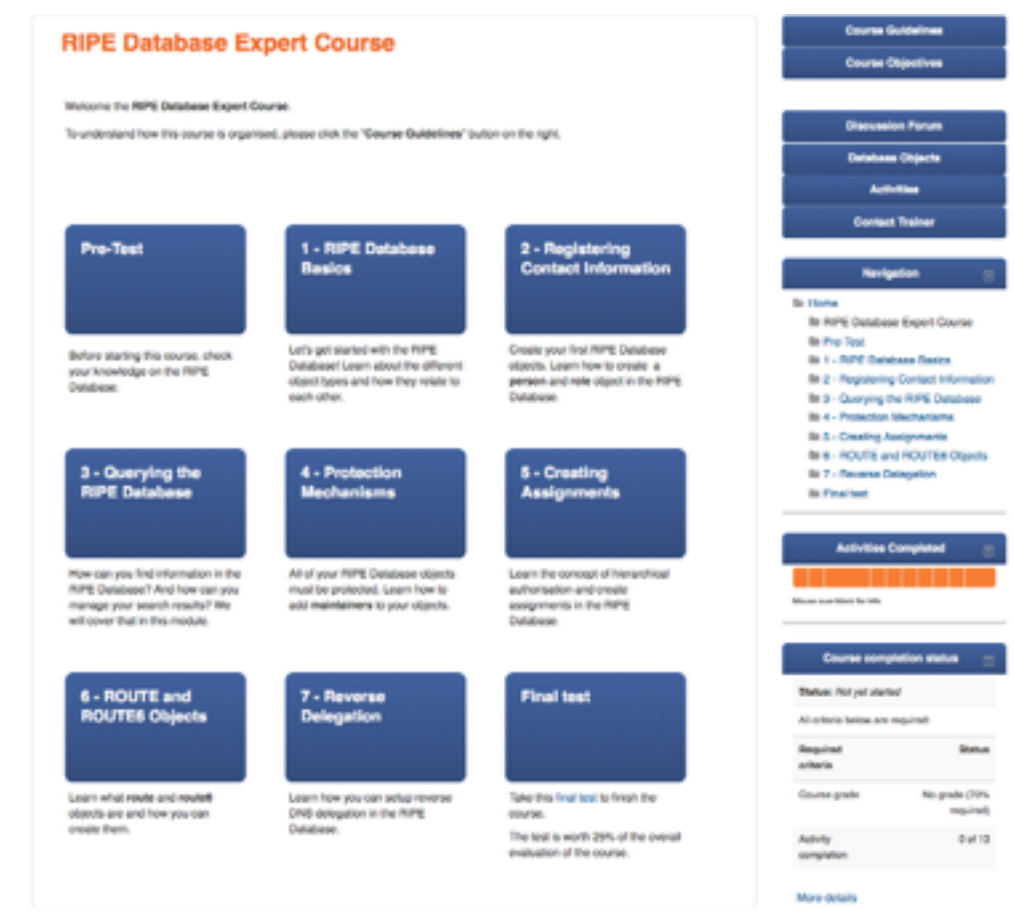 RIPE Database Expert Course
Welcome the RIPE Database Expert Course.
To understand how this course is organised, please click the "Course Guidelines" button on the right.
Pre-Test
Before starting this course, check
your knowledge on the RIPE
Database.
1 - RIPE Database
Basics
Let's get started with the RIPE
Database! Learn about the different
object types and how they relate to
each other.
2 - Registering
Contact Information
Create your first RIPE Database
objects. Learn how to create a
person and role object in the RIPE
Database.
3 - Querying the
RIPE Database
How can you find information in the
RIPE Database? And how can you
manage your search results? We
will cover that in this module.
4 - Protection
Mechanisms
All of your RIPE Database objects
must be protected. Learn how to
add maintainers to your objects.
5 - Creating
Assignments
Learn the concept of hierarchical
authorisation and create
assignments in the RIPE
Database.
6 - ROUTE and
ROUTE6 Objects
Learn what route and route6
objects are and how you can
create them.
7 - Reverse
Delegation
Learn how you can setup reverse
DNS delegation in the RIPE
Database.
Final test
Take this final test to finish the
course.
The test is worth 25% of the overall
evaluation of the course.
Course Guidelines
Course Objectives
Discussion Forum
Database Objects
Activities
Contact Trainer
Navigation
Home
RIPE Database Expert Course
Pre-Test
1 - RIPE Database Basics
2 - Registering Contact Information
3 - Querying the RIPE Database
4 - Protection Mechanisms
5 - Creating Assignments
6 - ROUTE and ROUTE6 Objects
7 - Reverse Delegation
Final test
Activities Completed
Mouse over block for info.
Course completion status
Status: Not yet started
All criteria below are required:
Required
criteria
Status
Course grade
No grade (70%
required)
Activity
completion
0 of 13
More details